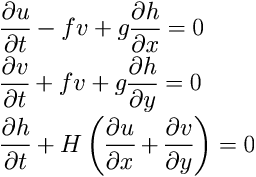 ∂u/∂t − fv + g ∂h/∂x = 0
∂v/∂t + fv + g ∂h/∂y = 0
∂h/∂t + H (∂u/∂x + ∂v/∂y) = 0